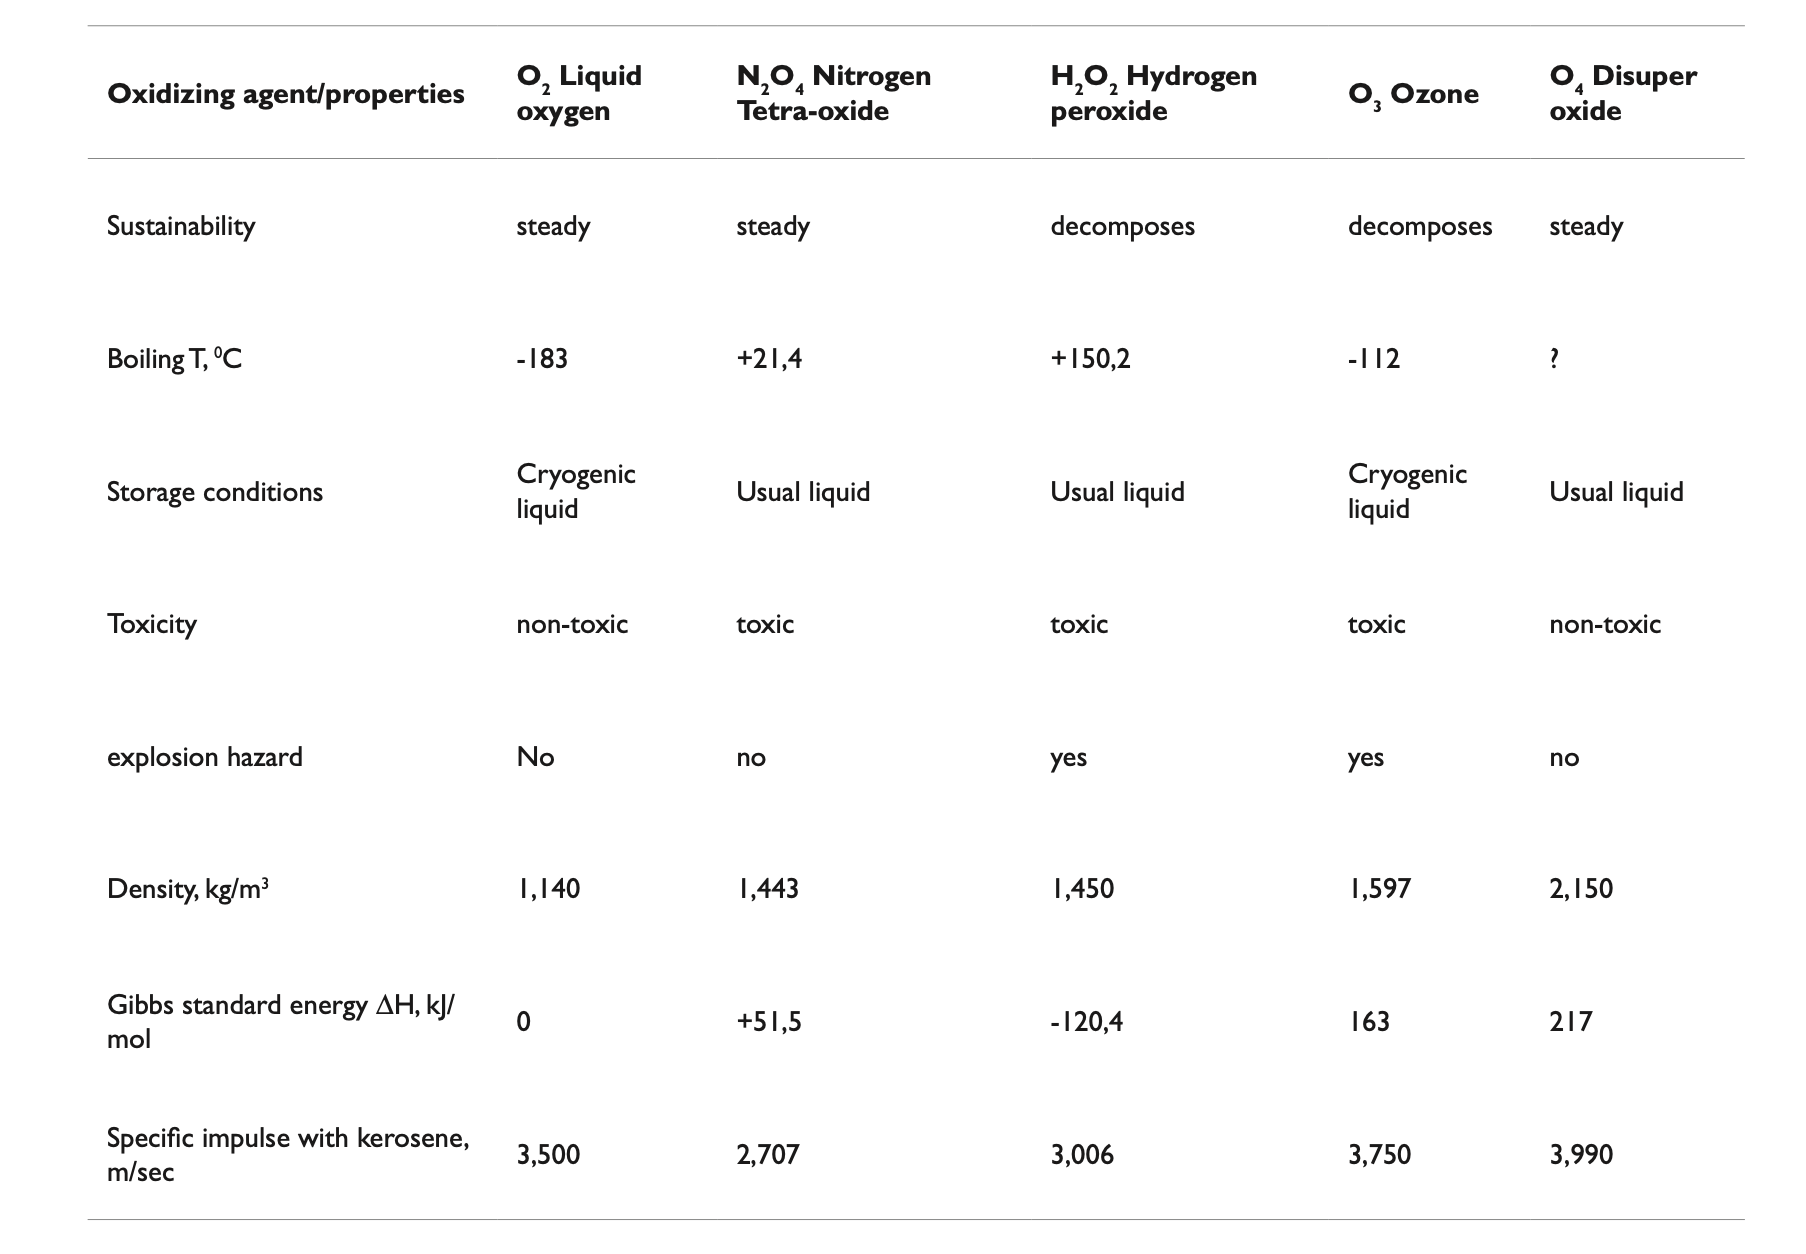 Oxidizing agent/properties
O2 Liquid
oxygen
N2O4 Nitrogen
Tetra-oxide
H2O2 Hydrogen
peroxide
O3 Ozone
O4 Disuper
oxide
Sustainability steady steady decomposes decomposes steady
Boiling T, ⁰C -183 +21,4 +150,2 -112 ?
Storage conditions
Cryogenic
liquid
Usual liquid
Usual liquid
Cryogenic
liquid
Usual liquid
Toxicity non-toxic toxic toxic toxic non-toxic
explosion hazard No no yes yes no
Density, kg/m³ 1,140 1,443 1,450 1,597 2,150
Gibbs standard energy ΔH, kJ/
mol
0 +51,5 -120,4 163 217
Specific impulse with kerosene,
m/sec
3,500 2,707 3,006 3,750 3,990